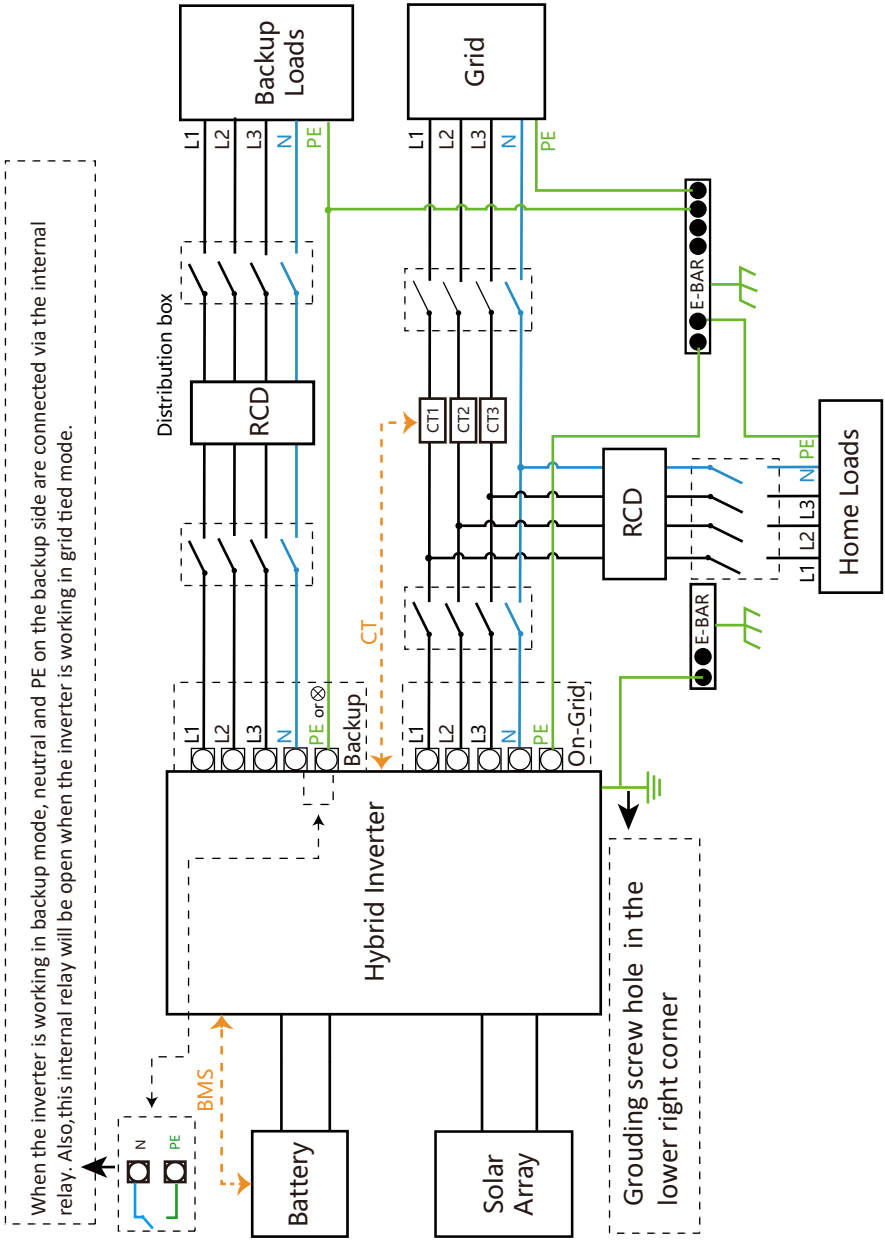 When the inverter is working in backup mode, neutral and PE on the backup side are connected via the internal
relay. Also,this internal relay will be open when the inverter is working in grid tied mode.
N
PE
Distribution box
Backup
Loads
L1
L2
L3
N
PE
RCD
L1
L2
L3
N
PE or
Backup
Grid
L1
L2
L3
N
PE
CT1
CT2
CT3
CT
L1
L2
L3
N
PE
On-Grid
Hybrid Inverter
BMS
Battery
Solar
Array
E-BAR
E-BAR
RCD
L1
L2
L3
N
PE
Home Loads
Grouding screw hole in the
lower right corner